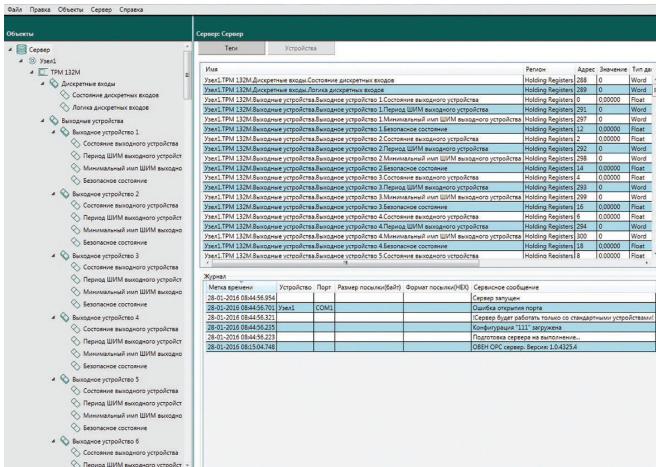 Файл Правка Объекты Сервер Справка
Объекты
Сервер
Узел1
ТРМ 132М
Дискретные входы
Состояние дискретных входов
Логика дискретных входов
Выходные устройства
Выходное устройство 1
Состояние выходного устройства
Период ШИМ выходного устройст
Минимальный имп ШИМ выходно
Безопасное состояние
Выходное устройство 2
Состояние выходного устройства
Период ШИМ выходного устройст
Минимальный имп ШИМ выходно
Безопасное состояние
Выходное устройство 3
Состояние выходного устройства
Период ШИМ выходного устройст
Минимальный имп ШИМ выходно
Безопасное состояние
Выходное устройство 4
Состояние выходного устройства
Период ШИМ выходного устройст
Минимальный имп ШИМ выходно
Безопасное состояние
Выходное устройство 5
Состояние выходного устройства
Период ШИМ выходного устройст
Минимальный имп ШИМ выходно
Безопасное состояние
Выходное устройство 6
Состояние выходного устройства
Период ШИМ выходного устройст
Сервер: Сервер
Теги Устройства
Имя Регион Адрес Значение Тип да
Узел1.ТРМ 132М.Дискретные входы.Состояние дискретных входов Holding Registers 288 0 Word
Узел1.ТРМ 132М.Дискретные входы.Логика дискретных входов Holding Registers 289 0 Word
Узел1.ТРМ 132М.Выходные устройства.Выходное устройство 1.Состояние выходного устройства Holding Registers 0 0,00000 Float
Узел1.ТРМ 132М.Выходные устройства.Выходное устройство 1.Период ШИМ выходного устройства Holding Registers 291 0 Word
Узел1.ТРМ 132М.Выходные устройства.Выходное устройство 1.Минимальный имп ШИМ выходного устройства Holding Registers 297 0 Word
Узел1.ТРМ 132М.Выходные устройства.Выходное устройство 1.Безопасное состояние Holding Registers 12 0,00000 Float
Узел1.ТРМ 132М.Выходные устройства.Выходное устройство 2.Состояние выходного устройства Holding Registers 2 0,00000 Float
Узел1.ТРМ 132М.Выходные устройства.Выходное устройство 2.Период ШИМ выходного устройства Holding Registers 292 0 Word
Узел1.ТРМ 132М.Выходные устройства.Выходное устройство 2.Минимальный имп ШИМ выходного устройства Holding Registers 298 0 Word
Узел1.ТРМ 132М.Выходные устройства.Выходное устройство 2.Безопасное состояние Holding Registers 14 0,00000 Float
Узел1.ТРМ 132М.Выходные устройства.Выходное устройство 3.Состояние выходного устройства Holding Registers 4 0,00000 Float
Узел1.ТРМ 132М.Выходные устройства.Выходное устройство 3.Период ШИМ выходного устройства Holding Registers 293 0 Word
Узел1.ТРМ 132М.Выходные устройства.Выходное устройство 3.Минимальный имп ШИМ выходного устройства Holding Registers 299 0 Word
Узел1.ТРМ 132М.Выходные устройства.Выходное устройство 3.Безопасное состояние Holding Registers 16 0,00000 Float
Узел1.ТРМ 132М.Выходные устройства.Выходное устройство 4.Состояние выходного устройства Holding Registers 6 0,00000 Float
Узел1.ТРМ 132М.Выходные устройства.Выходное устройство 4.Период ШИМ выходного устройства Holding Registers 294 0 Word
Узел1.ТРМ 132М.Выходные устройства.Выходное устройство 4.Минимальный имп ШИМ выходного устройства Holding Registers 300 0 Word
Узел1.ТРМ 132М.Выходные устройства.Выходное устройство 4.Безопасное состояние Holding Registers 18 0,00000 Float
Узел1.ТРМ 132М.Выходные устройства.Выходное устройство 5.Состояние выходного устройства Holding Registers 8 0,00000 Float
Журнал
Метка времени Устройство Порт Размер посылки(байт) Формат посылки(HEX) Сервисное сообщение
28-01-2016 08:44:56.954 Сервер запущен
28-01-2016 08:44:56.701 Узел1 COM1 Ошибка открытия порта
28-01-2016 08:44:56.321 !Сервер будет работать только со стандартными устройствами!
28-01-2016 08:44:56.235 Конфигурация "111" загружена
28-01-2016 08:44:56.223 Подготовка сервера на выполнение...
28-01-2016 08:15:04.748 ОВЕН OPC сервер. Версия: 1.0.4325.4